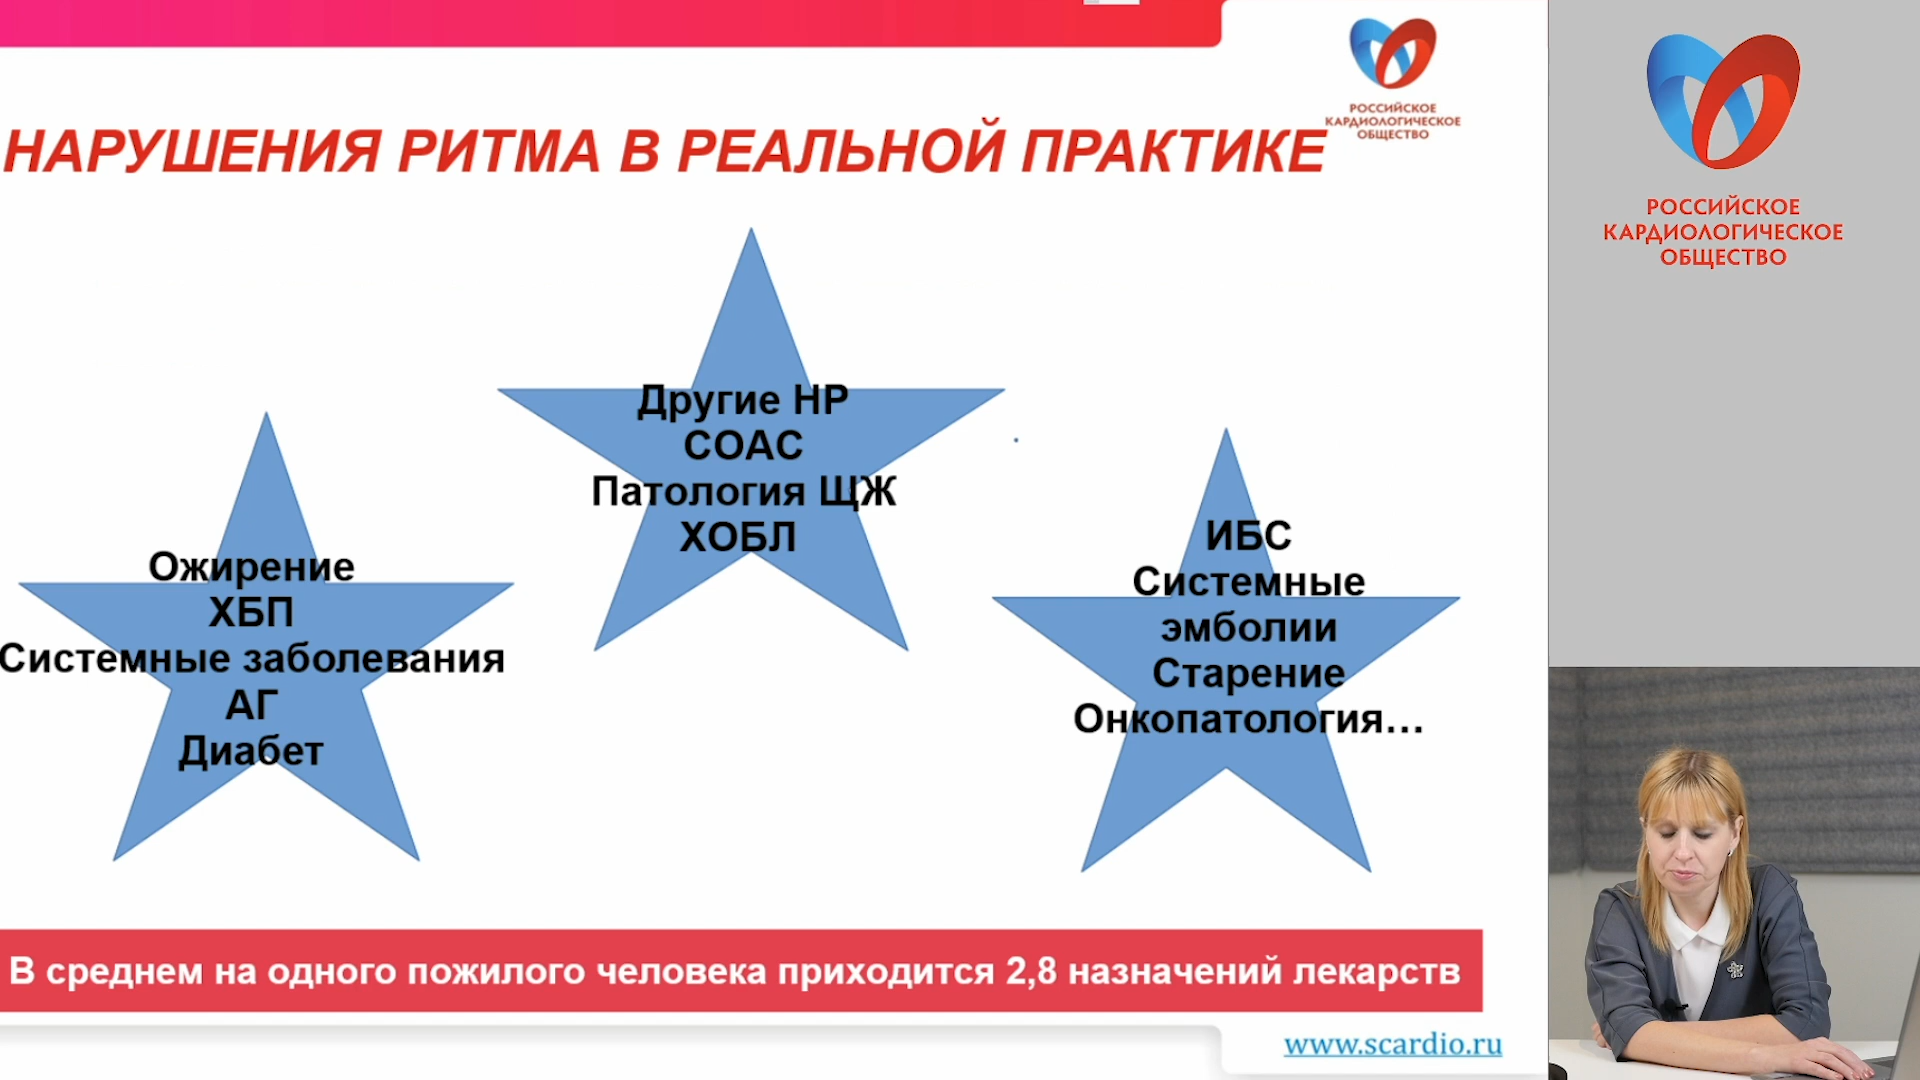 РОССИЙСКОЕ
КАРДИОЛОГИЧЕСКОЕ
ОБЩЕСТВО
НАРУШЕНИЯ РИТМА В РЕАЛЬНОЙ ПРАКТИКЕ
Другие НР
СОАС
Патология ЩЖ
ХОБЛ
Ожирение
ХБП
Системные заболевания
АГ
Диабет
ИБС
Системные
эмболии
Старение
Онкопатология...
В среднем на одного пожилого человека приходится 2,8 назначений лекарств
www.scardio.ru
РОССИЙСКОЕ
КАРДИОЛОГИЧЕСКОЕ
ОБЩЕСТВО